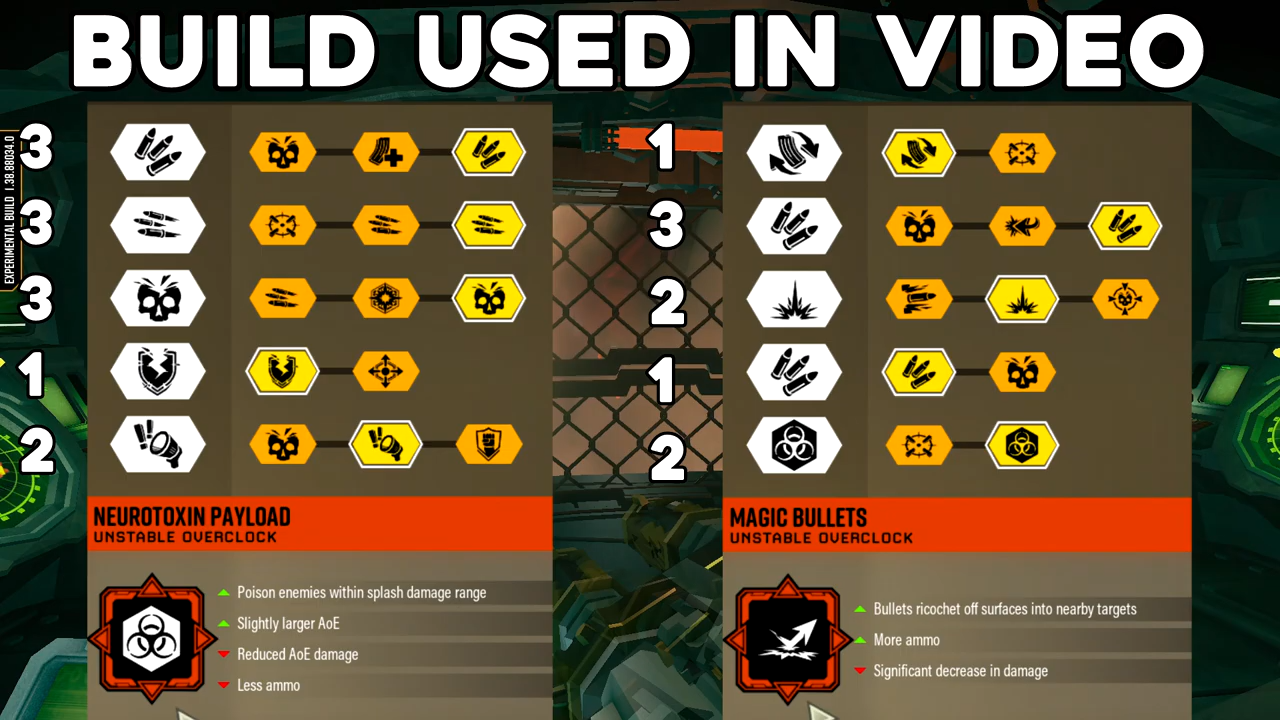 BUILD USED IN VIDEO
EXPERIMENTAL BUILD 1.38.88034.0
3
3
3
1
2
NEUROTOXIN PAYLOAD
UNSTABLE OVERCLOCK
Poison enemies within splash damage range
Slightly larger AoE
Reduced AoE damage
Less ammo
1
3
2
1
2
MAGIC BULLETS
UNSTABLE OVERCLOCK
Bullets ricochet off surfaces into nearby targets
More ammo
Significant decrease in damage